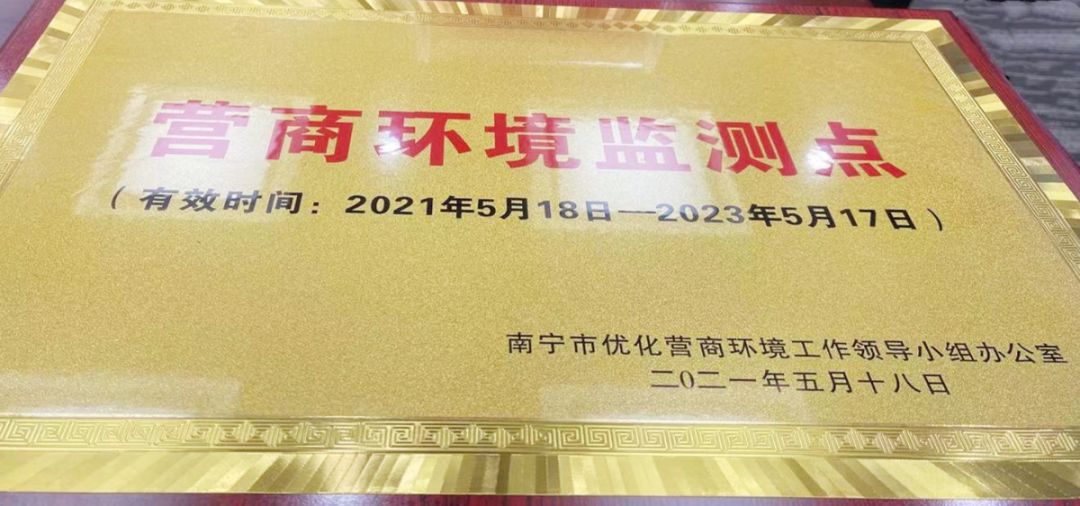 营商环境监测点
（有效时间：2021年5月18日—2023年5月17日）
南宁市优化营商环境工作领导小组办公室
二〇二一年五月十八日